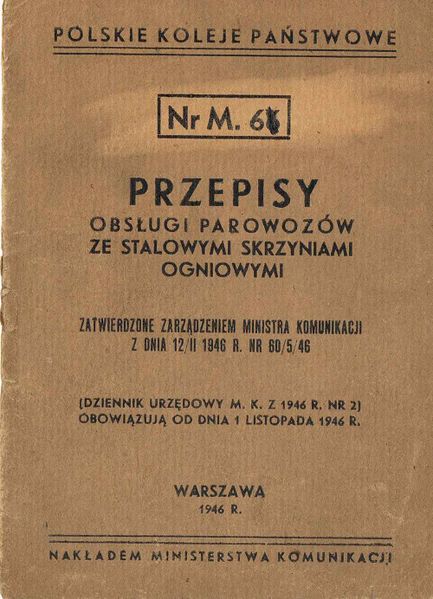 POLSKIE KOLEJE PAŃSTWOWE
Nr M. 6
PRZEPISY
OBSŁUGI PAROWOZÓW
ZE STALOWYMI SKRZYNIAMI
OGNIOWYMI
ZATWIERDZONE ZARZĄDZENIEM MINISTRA KOMUNIKACJI
Z DNIA 12/II 1946 R. NR 60/5/46
(DZIENNIK URZĘDOWY M. K. Z 1946 R. NR 2)
OBOWIĄZUJĄ OD DNIA 1 LISTOPADA 1946 R.
WARSZAWA
1946 R.
NAKŁADEM MINISTERSTWA KOMUNIKACJI